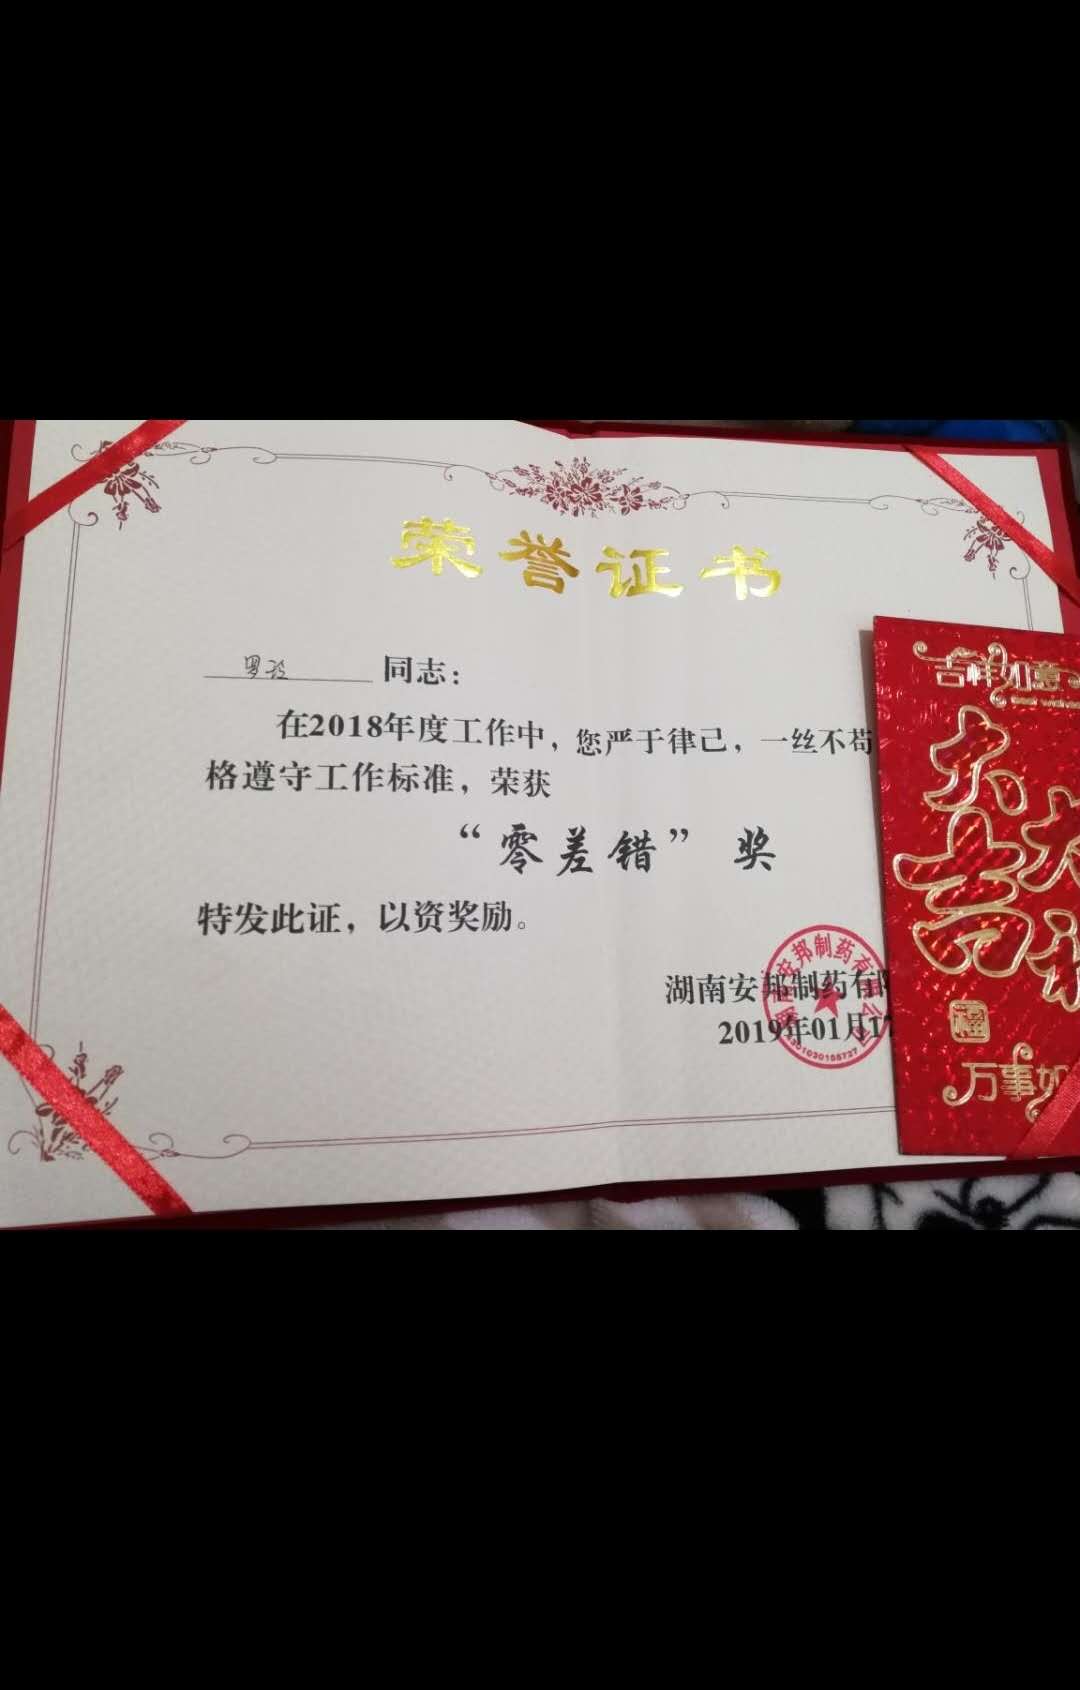 荣誉证书
同志：
在2018年度工作中，您严于律己，一丝不苟
格遵守工作标准，荣获
“零差错”奖
特发此证，以资奖励。
湖南安邦制药有限
2019年01月17
吉祥如意
大吉
大
万事如